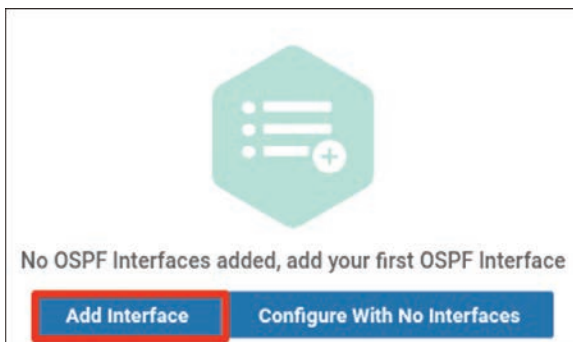 No OSPF Interfaces added, add your first OSPF Interface
Add Interface
Configure With No Interfaces